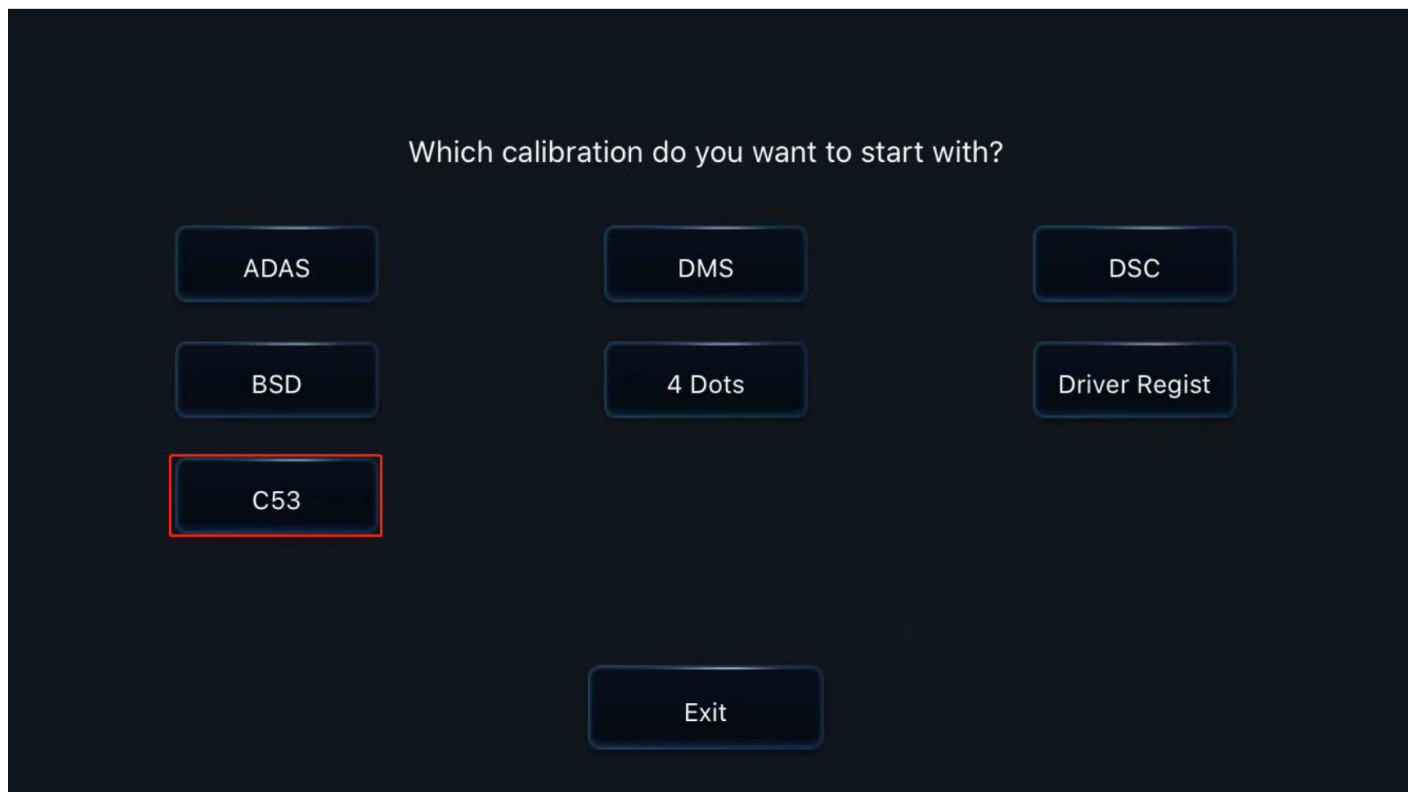 Which calibration do you want to start with?
ADAS
DMS
DSC
BSD
4 Dots
Driver Regist
C53
Exit